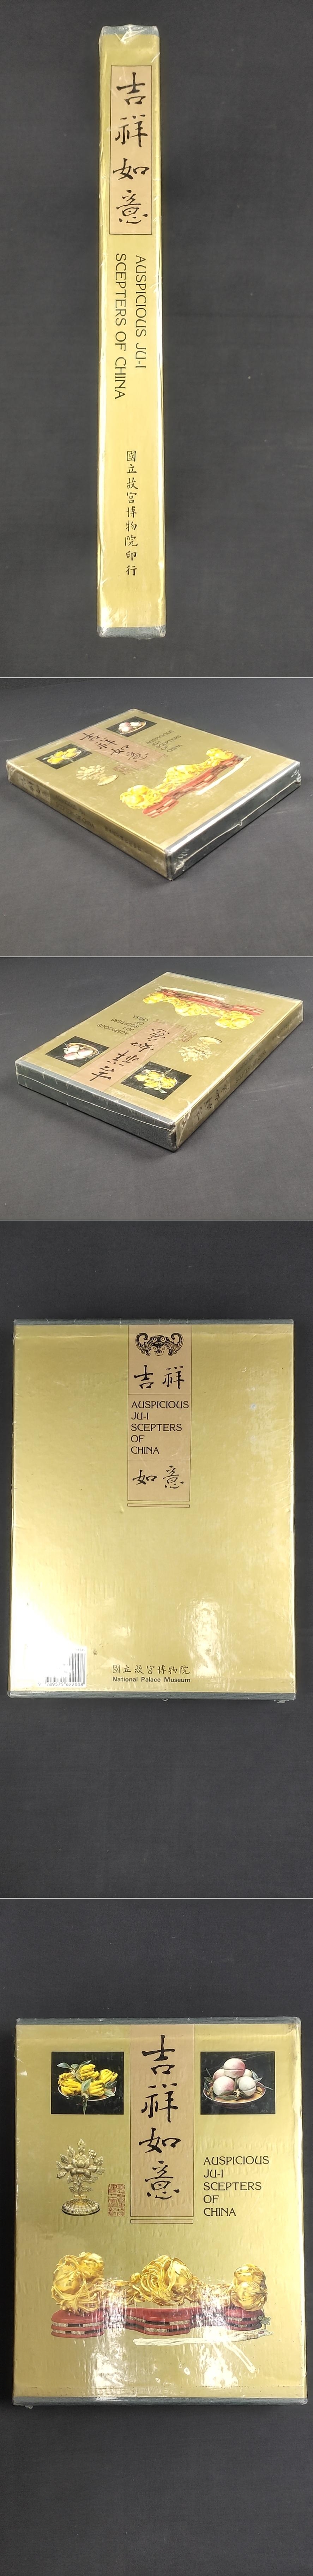 吉祥如意
AUSPICIOUS JU-I
SCEPTERS OF CHINA
國立故宮博物院印行
吉祥
AUSPICIOUS
JU-I
SCEPTERS
OF
CHINA
如意
國立故宮博物院
National Palace Museum
吉祥如意
AUSPICIOUS
JU-I
SCEPTERS
OF
CHINA